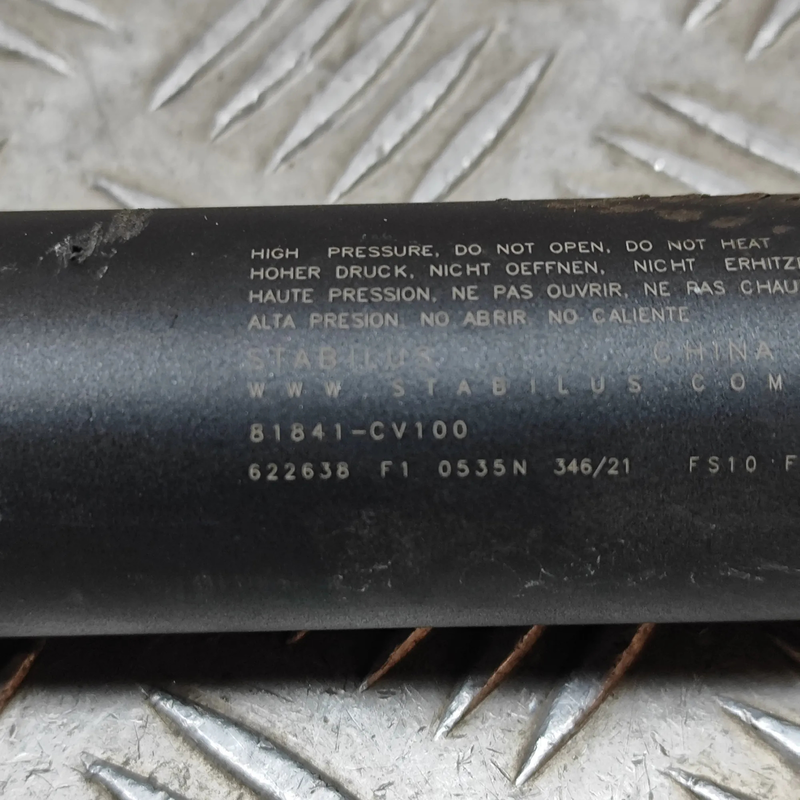 HIGH PRESSURE, DO NOT OPEN, DO NOT HEAT
HOHER DRUCK, NICHT OEFFNEN, NICHT ERHITZE
HAUTE PRESSION, NE PAS OUVRIR, NE PAS CHAU
ALTA PRESION, NO ABRIR, NO CALIENTE
STABILUS CHINA
WWW.STABILUS.COM
81841-CV100
622638 F1 0535N 346/21 FS10 F